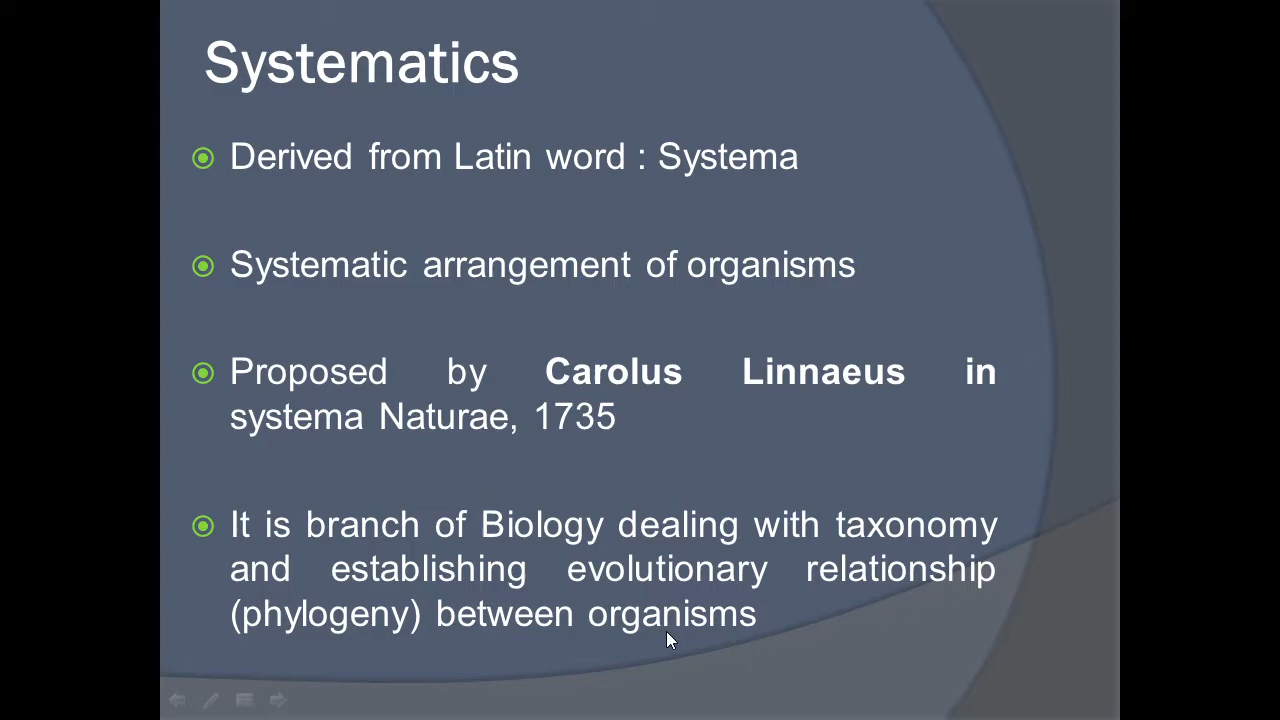 Systematics
Derived from Latin word : Systema
Systematic arrangement of organisms
Proposed by Carolus Linnaeus in
systema Naturae, 1735
It is branch of Biology dealing with taxonomy
and establishing evolutionary relationship
(phylogeny) between organisms